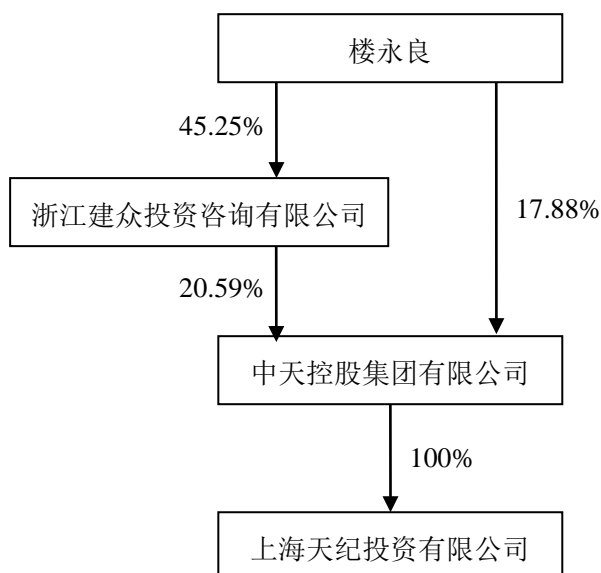 楼永良
45.25%
浙江建众投资咨询有限公司
17.88%
20.59%
中天控股集团有限公司
100%
上海天纪投资有限公司